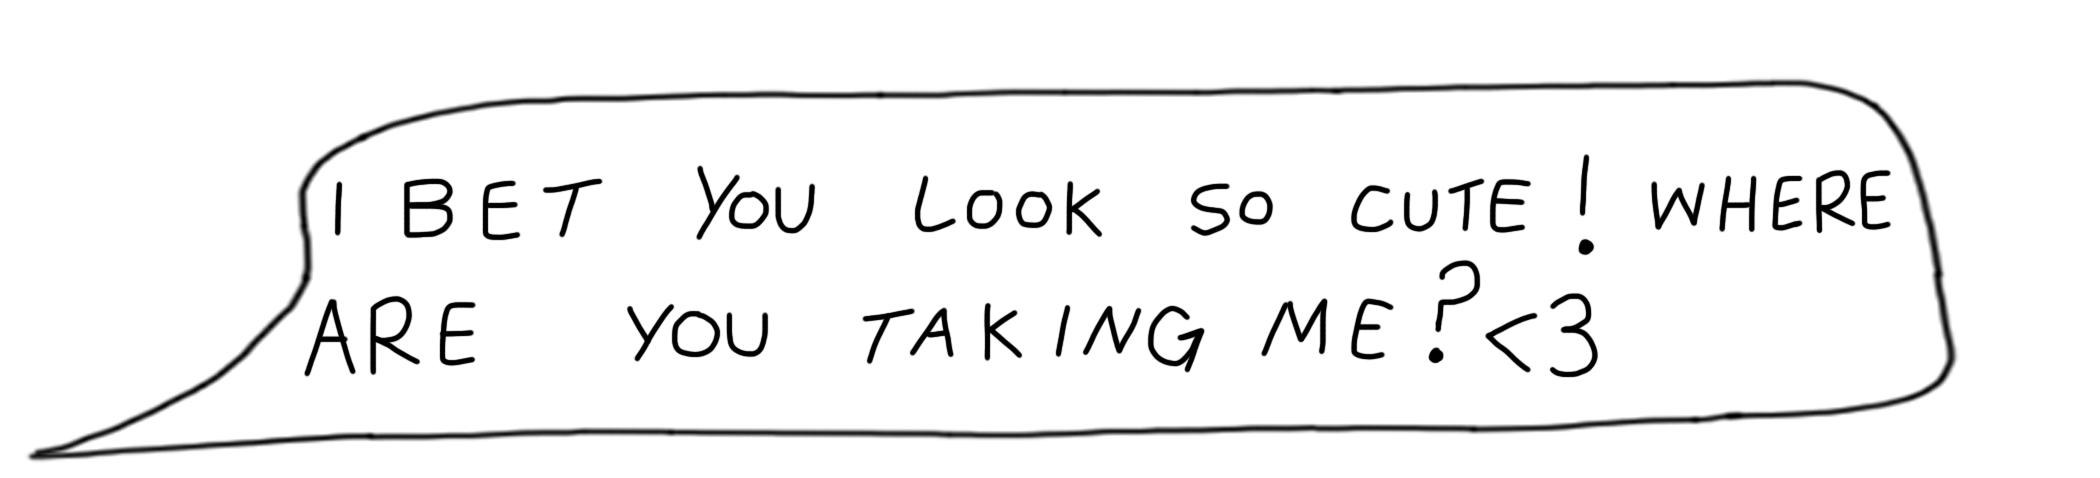 I BET YOU LOOK SO CUTE! WHERE
ARE YOU TAKING ME?<3